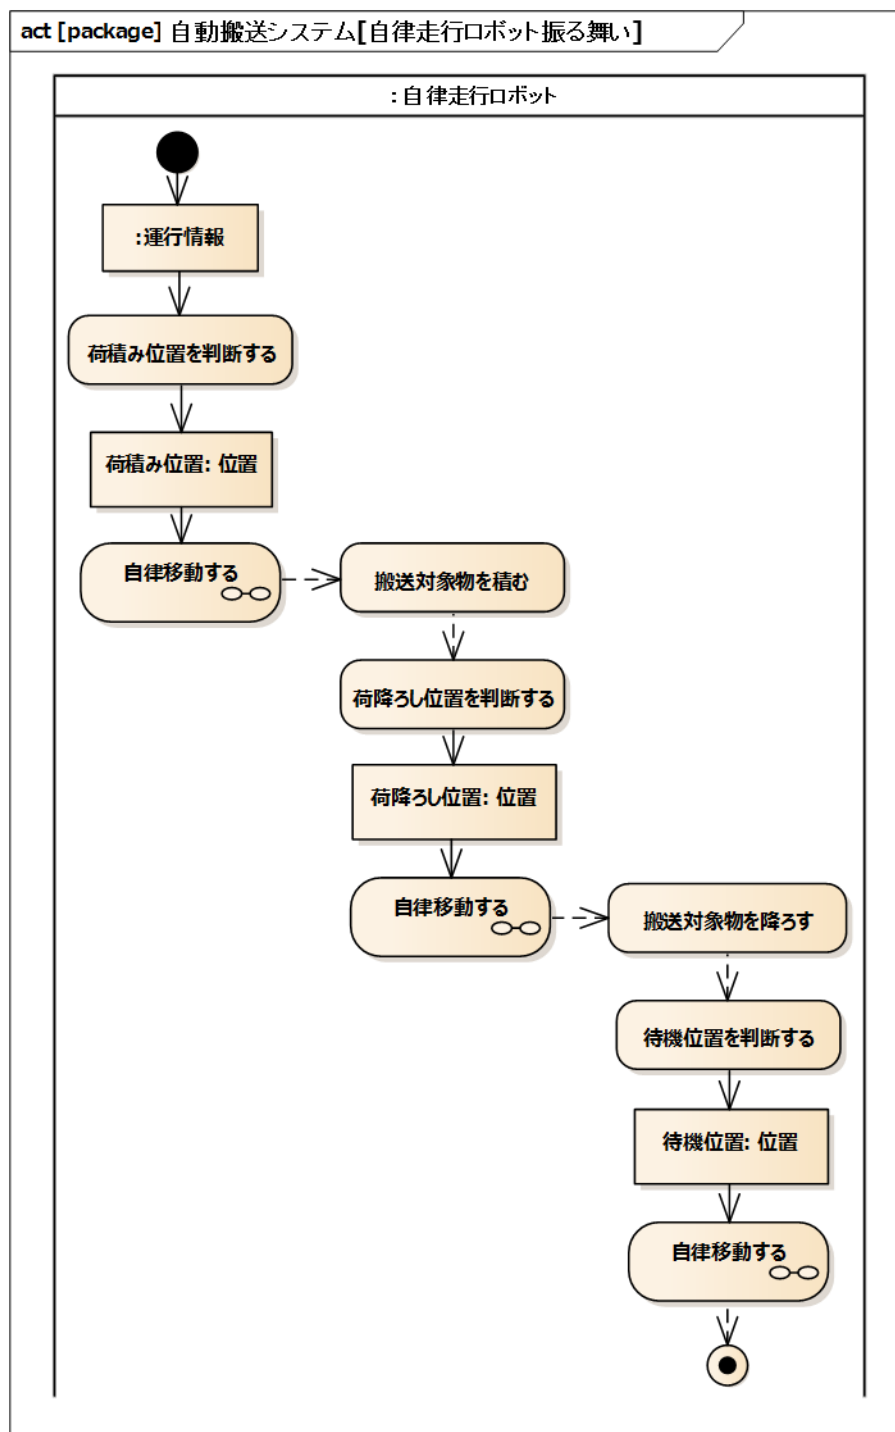 act [package] 自動搬送システム[自律走行ロボット振る舞い]
: 自律走行ロボット
:運行情報
荷積み位置を判断する
荷積み位置: 位置
自律移動する
搬送対象物を積む
荷降ろし位置を判断する
荷降ろし位置: 位置
自律移動する
搬送対象物を降ろす
待機位置を判断する
待機位置: 位置
自律移動する